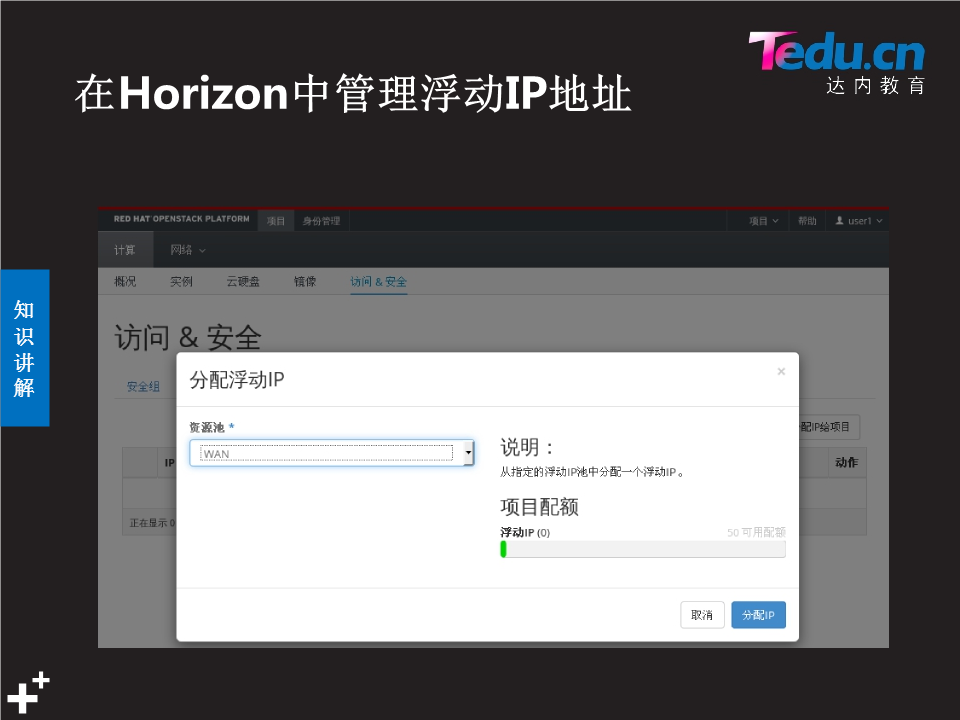 Tedu.cn
达内教育
在Horizon中管理浮动IP地址
知识讲解
RED HAT OPENSTACK PLATFORM 项目 身份管理 项目 帮助 user1
计算 网络
概况 实例 云硬盘 镜像 访问 & 安全
访问 & 安全
安全组
配IP给项目
IP 动作
正在显示 0
分配浮动IP ×
资源池 *
WAN
说明：
从指定的浮动IP池中分配一个浮动IP。
项目配额
浮动IP (0) 50 可用配额
取消 分配IP